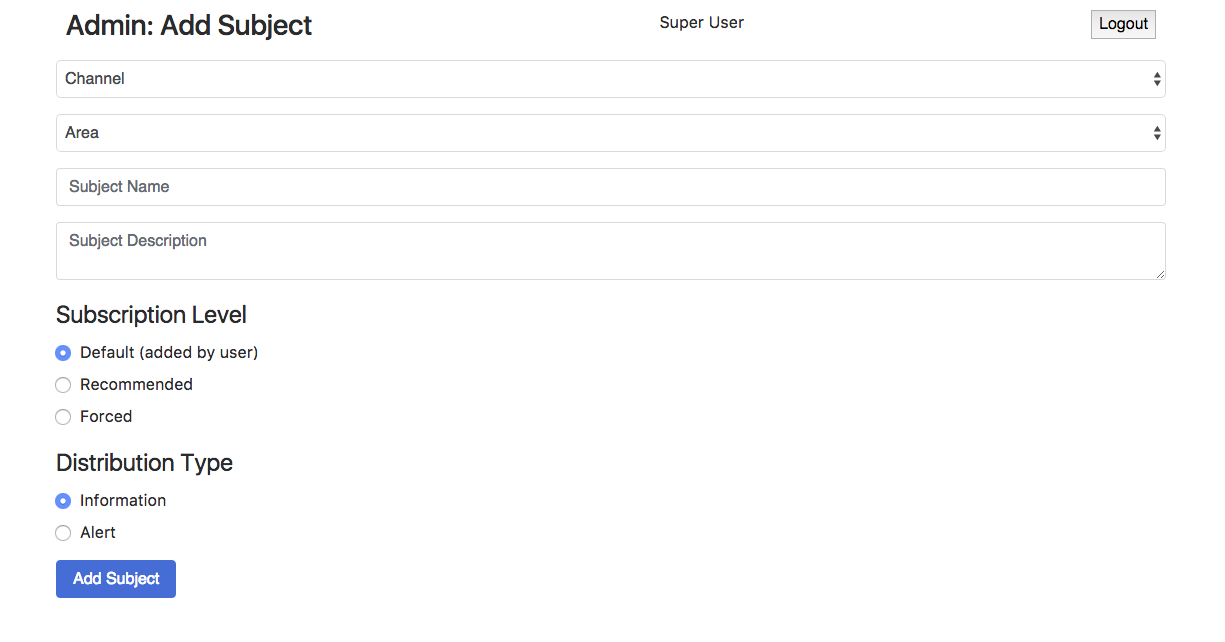 Admin: Add Subject
Super User
Logout
Channel
Area
Subject Name
Subject Description
Subscription Level
Default (added by user)
Recommended
Forced
Distribution Type
Information
Alert
Add Subject